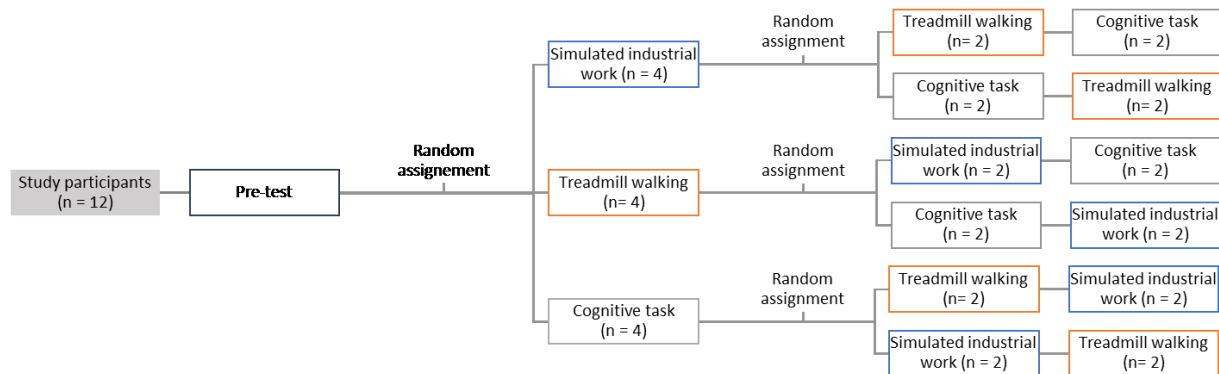 Study participants
(n = 12)
Pre-test
Random
assignement
Simulated industrial
work (n = 4)
Random
assignment
Treadmill walking
(n= 2)
Cognitive task
(n = 2)
Cognitive task
(n = 2)
Treadmill walking
(n= 2)
Treadmill walking
(n= 4)
Random
assignment
Simulated industrial
work (n = 2)
Cognitive task
(n = 2)
Cognitive task
(n = 2)
Simulated industrial
work (n = 2)
Cognitive task
(n = 4)
Random
assignment
Treadmill walking
(n= 2)
Simulated industrial
work (n = 2)
Simulated industrial
work (n = 2)
Treadmill walking
(n= 2)